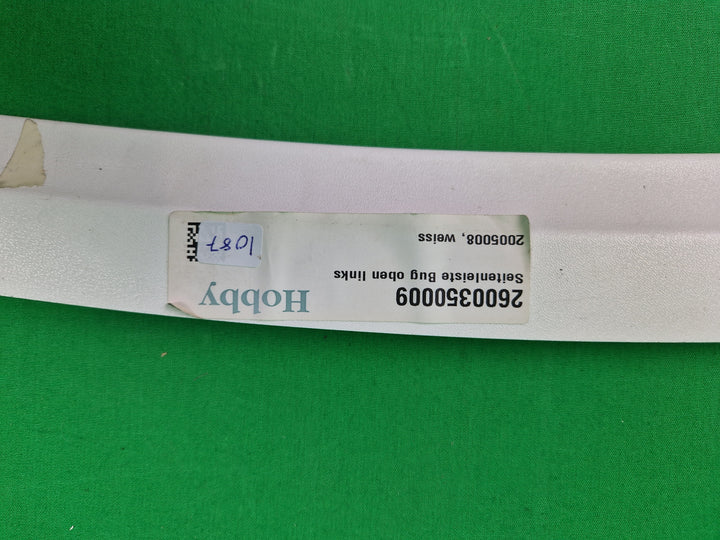 2600350009
Hobby
Seitenleiste Bug oben links
2005008, weiss
1087